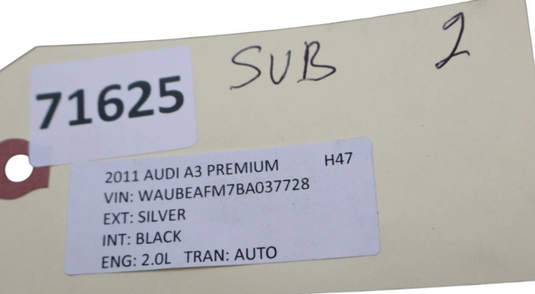 SUB 2
71625
2011 AUDI A3 PREMIUM H47
VIN: WAUBEAFM7BA037728
EXT: SILVER
INT: BLACK
ENG: 2.0L TRAN: AUTO